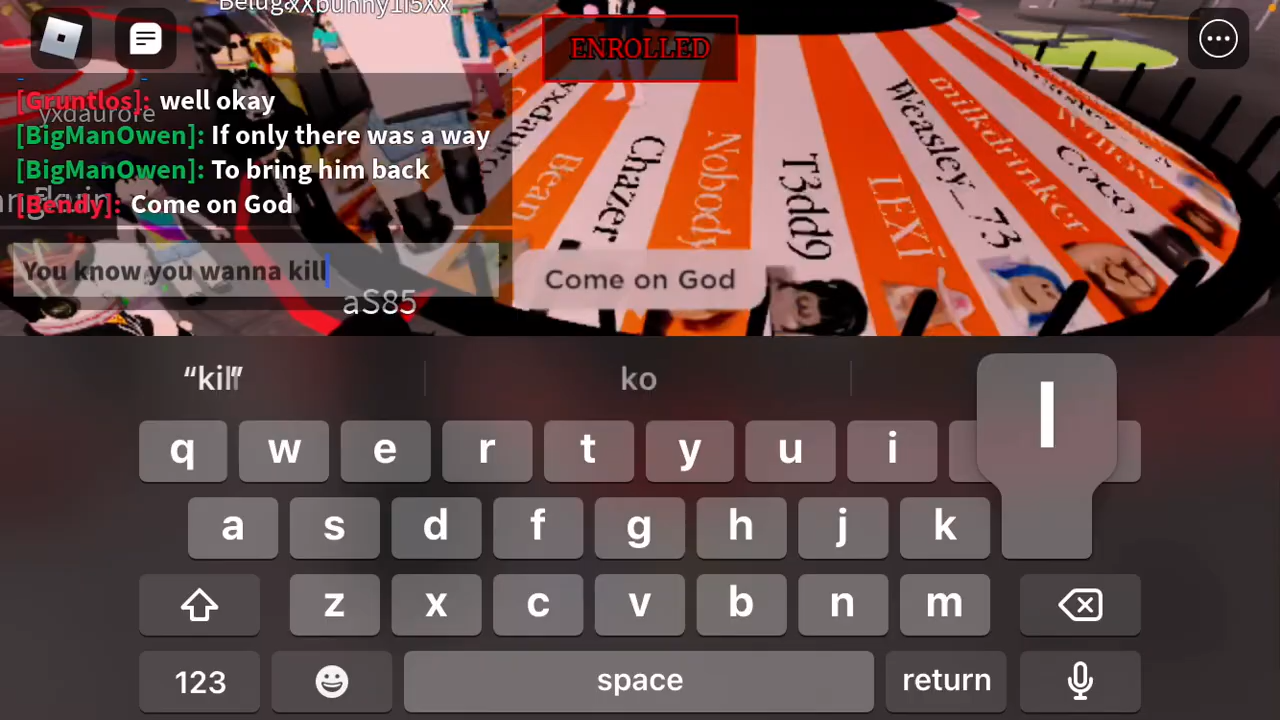 ENROLLED
[Gruntlos]: well okay
yxdaurore
[BigManOwen]: If only there was a way
[BigManOwen]: To bring him back
[Bendy]: Come on God
You know you wanna kill
aS85
Come on God
Bean
Chazer
Nobody
T3dd9
LEXI
Weasley_73
milkdrinker
Coco
“kill”
ko
l
q w e r t y u i
a s d f g h j k
z x c v b n m
123
space
return